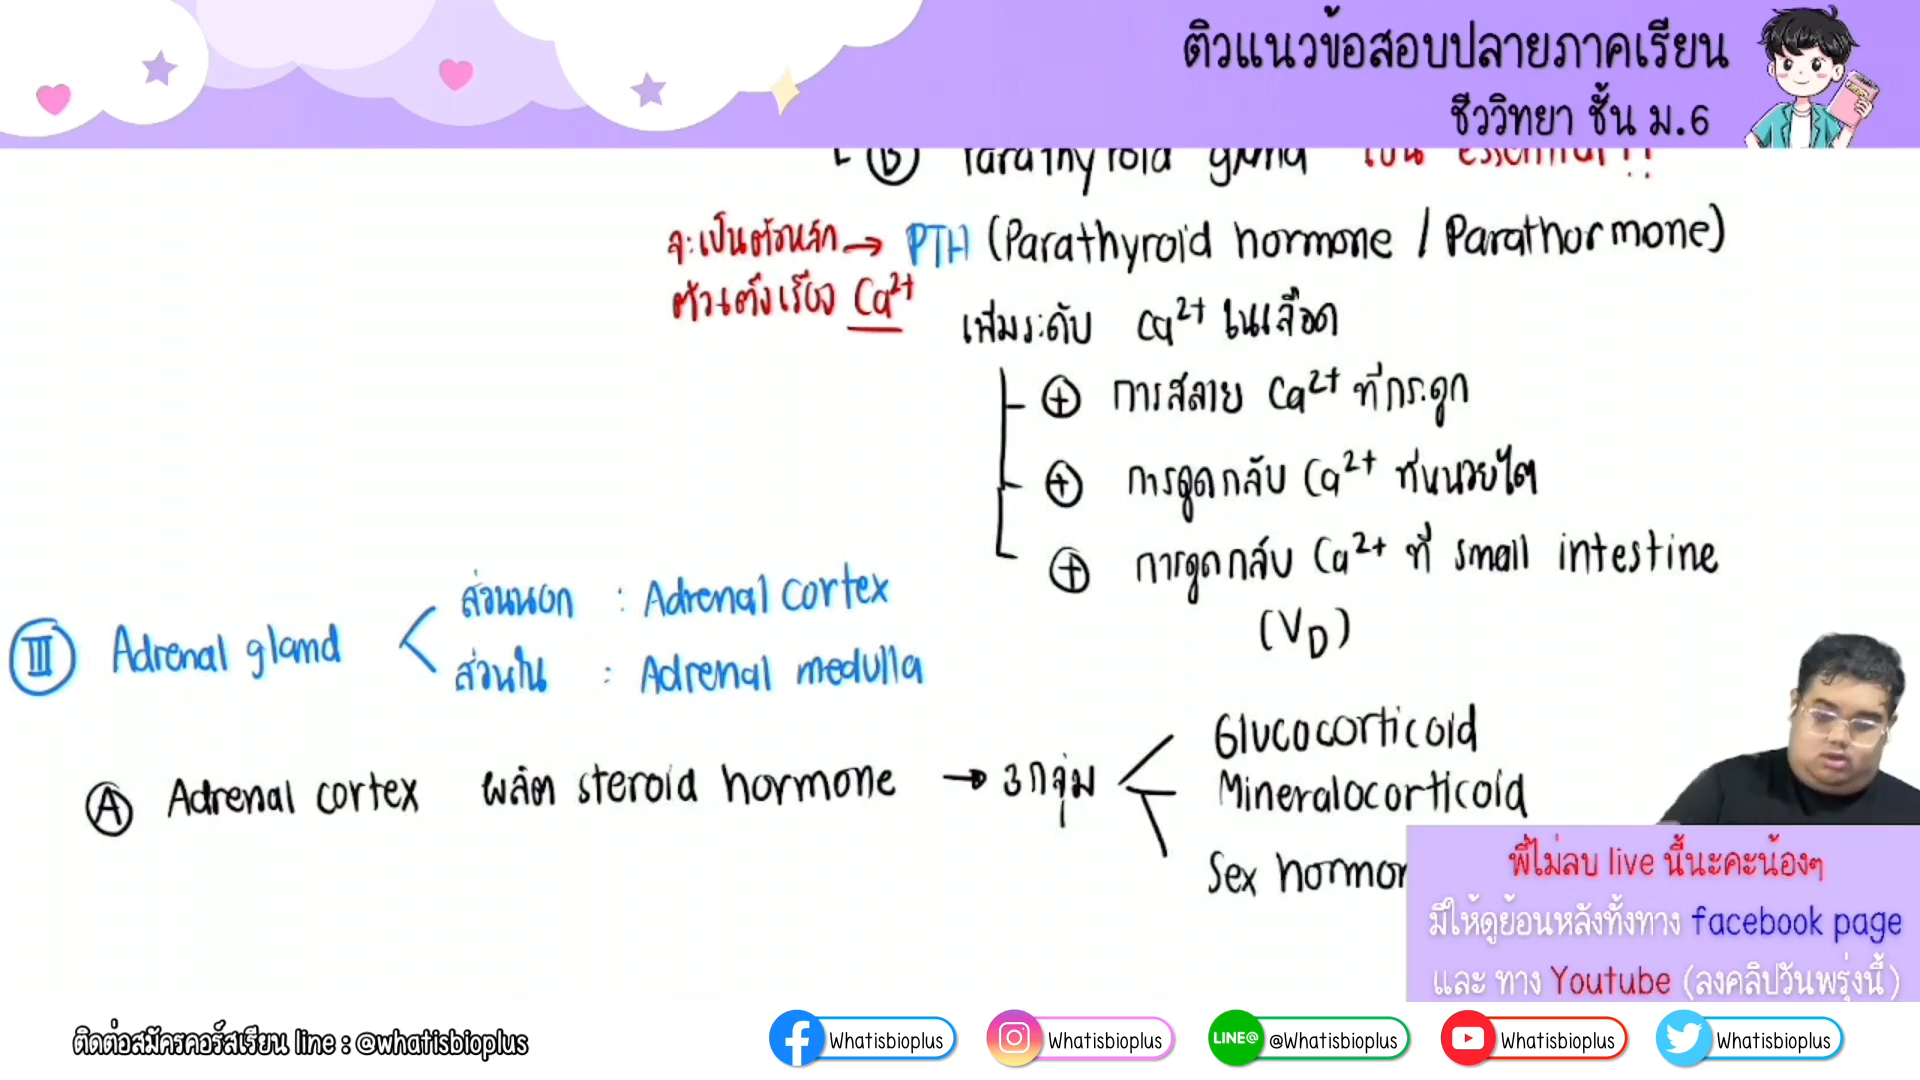 ติวแนวข้อสอบปลายภาคเรียน
ชีววิทยา ชั้น ม.6
B Parathyroid gland เป็น essential !!
จะเป็นตัวหลัก → PTH (Parathyroid hormone / Parathormone)
ตัวเต็งเรื่อง Ca²⁺
เพิ่มระดับ Ca²⁺ ในเลือด
⊕ การสลาย Ca²⁺ ที่กระดูก
⊕ การดูดกลับ Ca²⁺ ที่หน่วยไต
⊕ การดูดกลับ Ca²⁺ ที่ small intestine
(V_D)
III Adrenal gland
ส่วนนอก : Adrenal cortex
ส่วนใน : Adrenal medulla
A Adrenal cortex ผลิต steroid hormone → 3 กลุ่ม
Glucocorticoid
Mineralocorticoid
Sex hormon
พี่ไม่ลบ live นี้นะคะน้องๆ
มีให้ดูย้อนหลังทั้งทาง facebook page
และ ทาง Youtube (ลงคลิปวันพรุ่งนี้)
ติดต่อสมัครคอร์สเรียน line : @whatisbioplus
Whatisbioplus
Whatisbioplus
LINE@ @Whatisbioplus
Whatisbioplus
Whatisbioplus